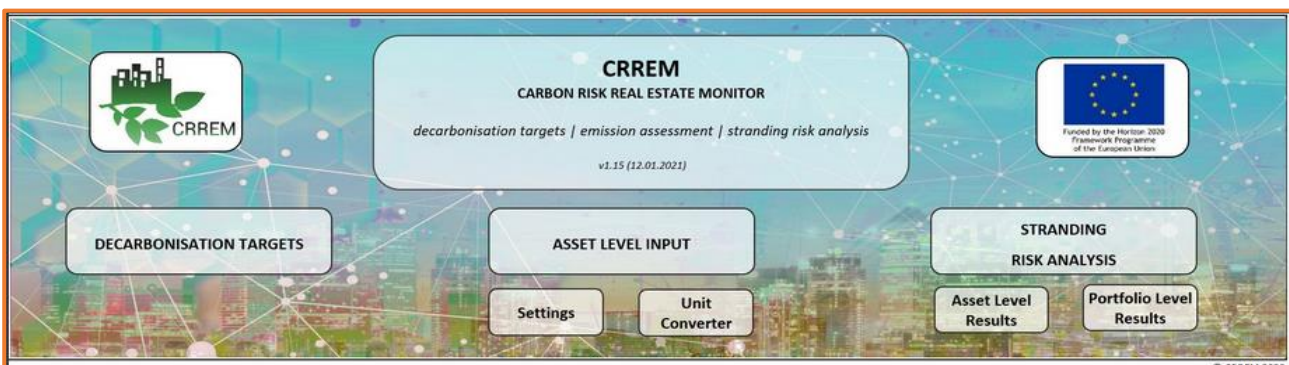 CRREM
CRREM
CARBON RISK REAL ESTATE MONITOR
decarbonisation targets | emission assessment | stranding risk analysis
v1.15 (12.01.2021)
Funded by the Horizon 2020
Framework Programme
of the European Union
DECARBONISATION TARGETS
ASSET LEVEL INPUT
STRANDING
RISK ANALYSIS
Settings
Unit
Converter
Asset Level
Results
Portfolio Level
Results